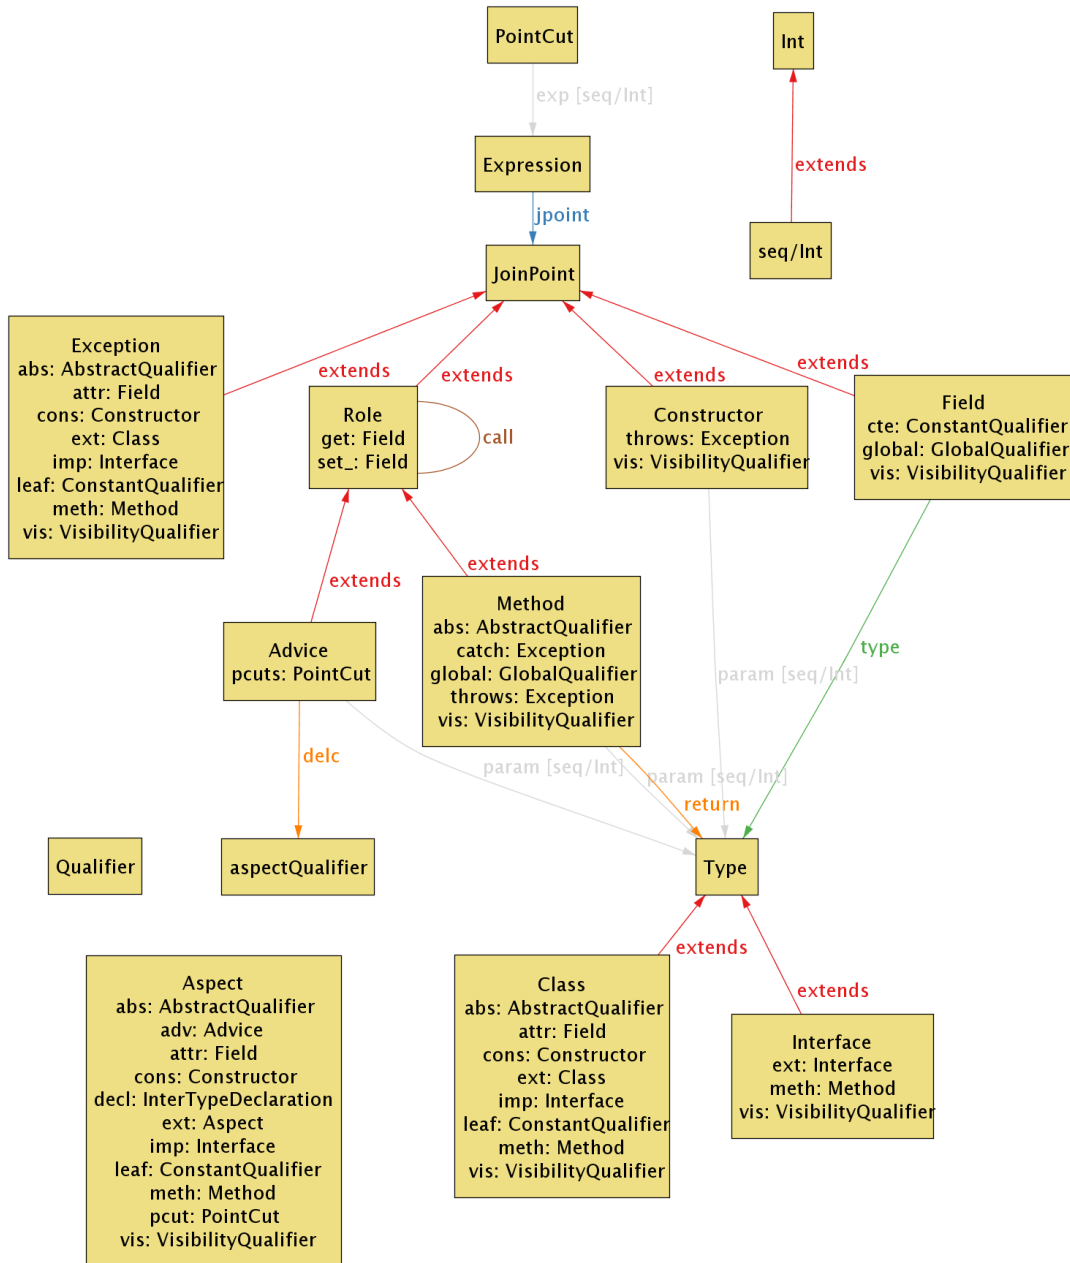 PointCut
Int
exp [seq/Int]
Expression
extends
jpoint
seq/Int
JoinPoint
Exception
abs: AbstractQualifier
attr: Field
cons: Constructor
ext: Class
imp: Interface
leaf: ConstantQualifier
meth: Method
vis: VisibilityQualifier
extends
extends
extends
extends
Role
get: Field
set_: Field
call
Constructor
throws: Exception
vis: VisibilityQualifier
Field
cte: ConstantQualifier
global: GlobalQualifier
vis: VisibilityQualifier
extends
extends
Advice
pcuts: PointCut
Method
abs: AbstractQualifier
catch: Exception
global: GlobalQualifier
throws: Exception
vis: VisibilityQualifier
type
param [seq/Int]
delc
param [seq/Int]
param [seq/Int]
return
Qualifier
aspectQualifier
Type
extends
extends
Aspect
abs: AbstractQualifier
adv: Advice
attr: Field
cons: Constructor
decl: InterTypeDeclaration
ext: Aspect
imp: Interface
leaf: ConstantQualifier
meth: Method
pcut: PointCut
vis: VisibilityQualifier
Class
abs: AbstractQualifier
attr: Field
cons: Constructor
ext: Class
imp: Interface
leaf: ConstantQualifier
meth: Method
vis: VisibilityQualifier
Interface
ext: Interface
meth: Method
vis: VisibilityQualifier